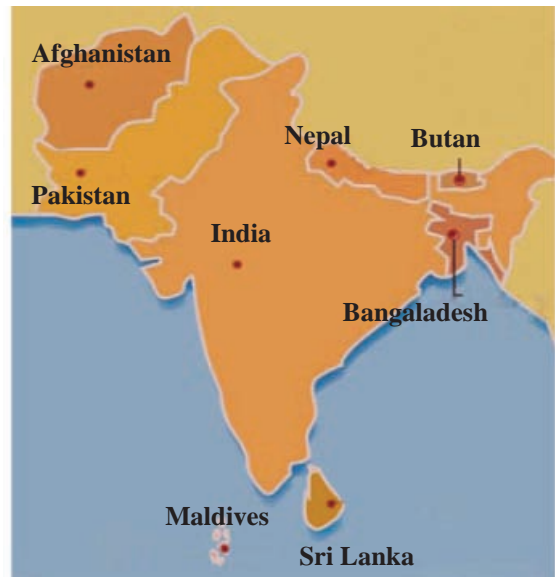 Afghanistan
Nepal
Butan
Pakistan
India
Bangaladesh
Maldives
Sri Lanka